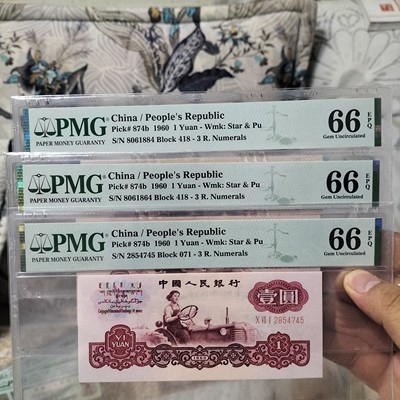 PMG
PAPER MONEY GUARANTY
China / People's Republic
Pick# 874b 1960 1 Yuan - Wmk: Star & Pu
S/N 8061884 Block 418 - 3 R. Numerals
66 EPQ
Gem Uncirculated
PMG
PAPER MONEY GUARANTY
China / People's Republic
Pick# 874b 1960 1 Yuan - Wmk: Star & Pu
S/N 8061864 Block 418 - 3 R. Numerals
66 EPQ
Gem Uncirculated
PMG
PAPER MONEY GUARANTY
China / People's Republic
Pick# 874b 1960 1 Yuan - Wmk: Star & Pu
S/N 2854745 Block 071 - 3 R. Numerals
66 EPQ
Gem Uncirculated
中国人民银行
壹圆
2854745
YI
YUAN
1960
1